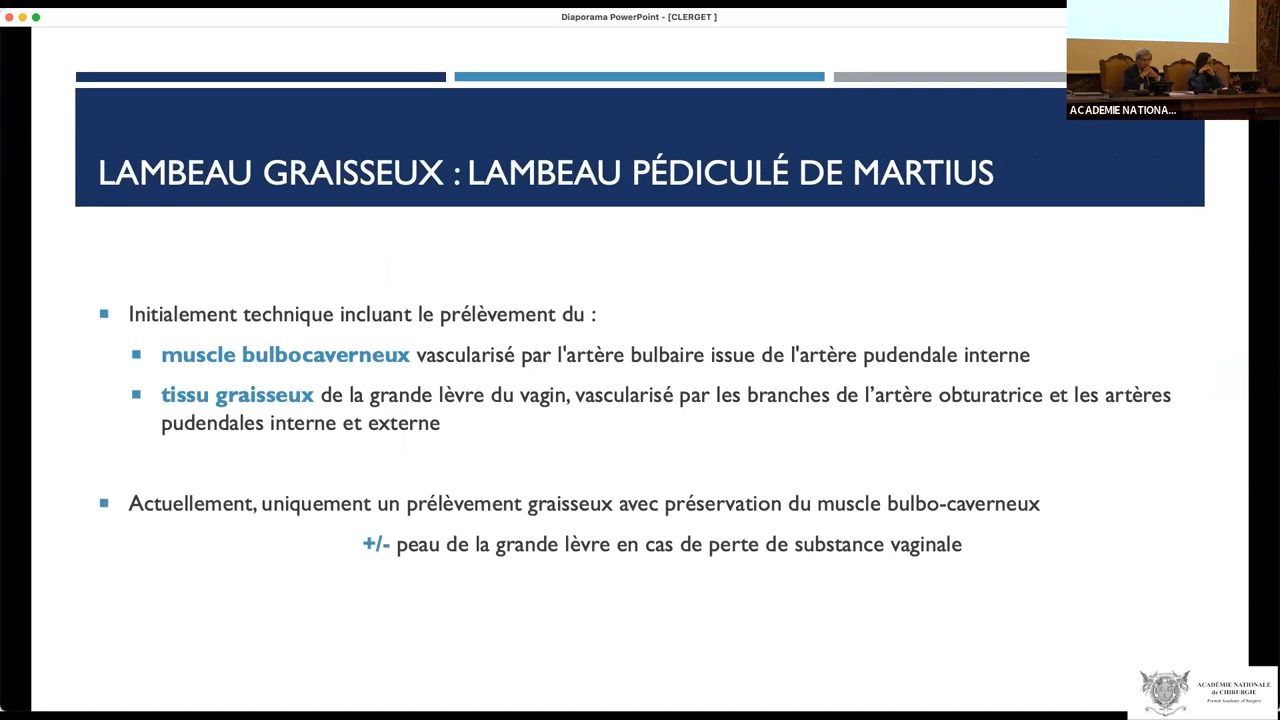 Diaporama PowerPoint - [CLERGET ]
ACADEMIE NATIONA...
LAMBEAU GRAISSEUX : LAMBEAU PÉDICULÉ DE MARTIUS
Initialement technique incluant le prélèvement du :
muscle bulbocaverneux vascularisé par l'artère bulbaire issue de l'artère pudendale interne
tissu graisseux de la grande lèvre du vagin, vascularisé par les branches de l’artère obturatrice et les artères
pudendales interne et externe
Actuellement, uniquement un prélèvement graisseux avec préservation du muscle bulbo-caverneux
+/- peau de la grande lèvre en cas de perte de substance vaginale
ACADÉMIE NATIONALE
de CHIRURGIE
French Academy of Surgery